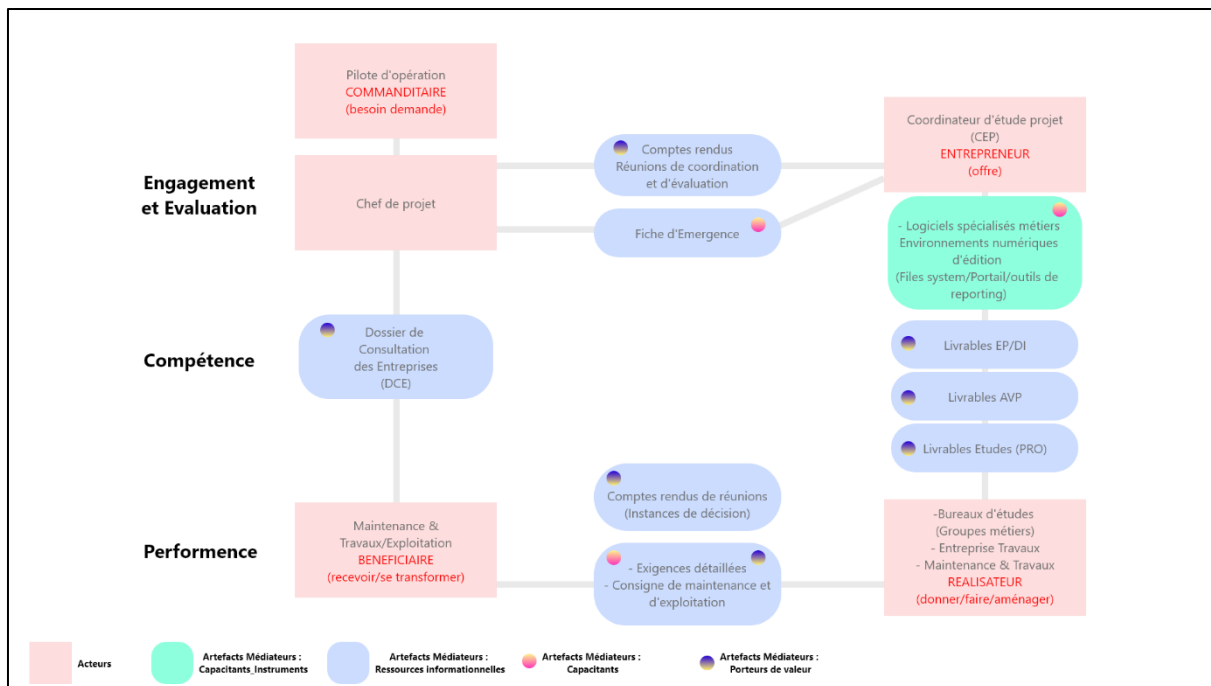 Pilote d'opération
COMMANDITAIRE
(besoin demande)
Coordinateur d'étude projet
(CEP)
ENTREPRENEUR
(offre)
Comptes rendus
Réunions de coordination
et d'évaluation
Engagement
et Evaluation
Chef de projet
Fiche d'Emergence
- Logiciels spécialisés métiers
Environnements numériques
d'édition
(Files system/Portail/outils de
reporting)
Compétence
Dossier de
Consultation
des Entreprises
(DCE)
Livrables EP/DI
Livrables AVP
Livrables Etudes (PRO)
Performence
Maintenance &
Travaux/Exploitation
BENEFICIAIRE
(recevoir/se transformer)
Comptes rendus de réunions
(Instances de décision)
- Exigences détaillées
- Consigne de maintenance et
d'exploitation
-Bureaux d'études
(Groupes métiers)
- Entreprise Travaux
- Maintenance & Travaux
REALISATEUR
(donner/faire/aménager)
Acteurs
Artefacts Médiateurs :
Capacitants_Instruments
Artefacts Médiateurs :
Ressources informationnelles
Artefacts Médiateurs :
Capacitants
Artefacts Médiateurs :
Porteurs de valeur